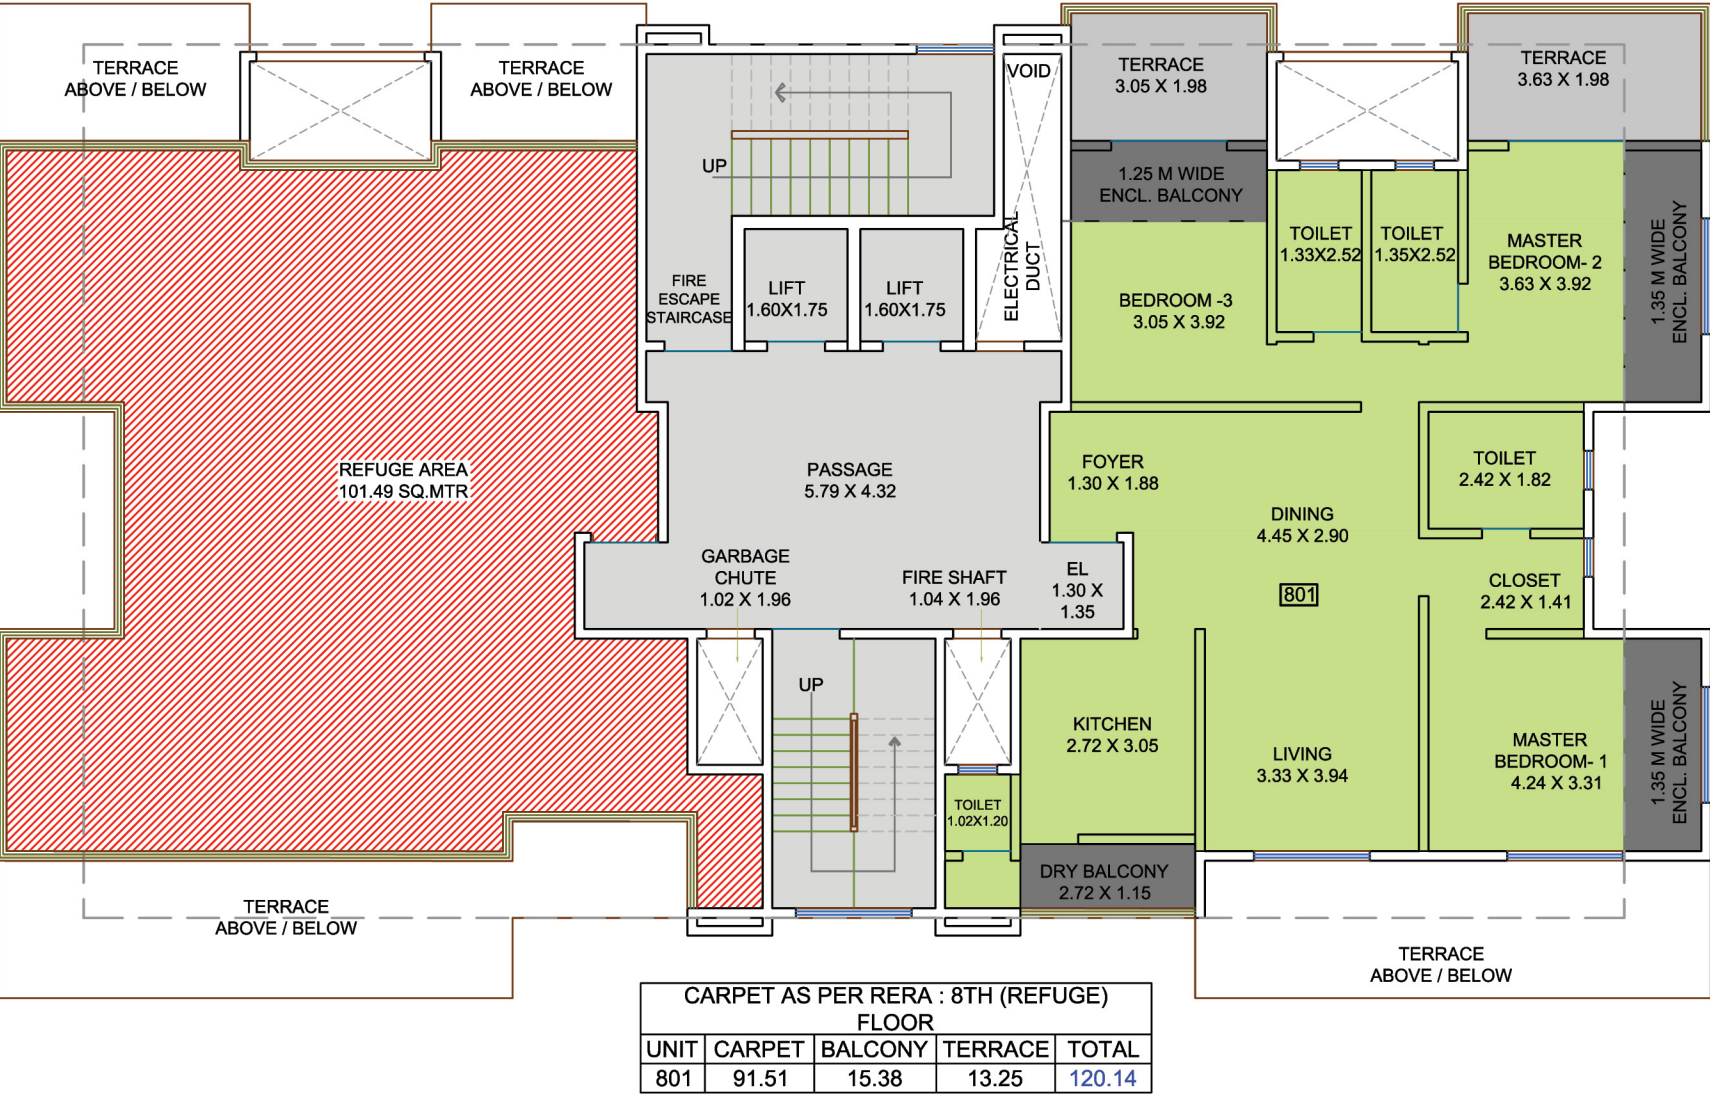 TERRACE
ABOVE / BELOW
TERRACE
ABOVE / BELOW
VOID
TERRACE
3.05 X 1.98
TERRACE
3.63 X 1.98
UP
1.25 M WIDE
ENCL. BALCONY
ELECTRICAL
DUCT
FIRE
ESCAPE
STAIRCASE
LIFT
1.60X1.75
LIFT
1.60X1.75
BEDROOM -3
3.05 X 3.92
TOILET
1.33X2.52
TOILET
1.35X2.52
MASTER
BEDROOM- 2
3.63 X 3.92
1.35 M WIDE
ENCL. BALCONY
REFUGE AREA
101.49 SQ.MTR
PASSAGE
5.79 X 4.32
FOYER
1.30 X 1.88
DINING
4.45 X 2.90
TOILET
2.42 X 1.82
GARBAGE
CHUTE
1.02 X 1.96
FIRE SHAFT
1.04 X 1.96
EL
1.30 X
1.35
801
CLOSET
2.42 X 1.41
UP
KITCHEN
2.72 X 3.05
LIVING
3.33 X 3.94
MASTER
BEDROOM- 1
4.24 X 3.31
1.35 M WIDE
ENCL. BALCONY
TOILET
1.02X1.20
DRY BALCONY
2.72 X 1.15
TERRACE
ABOVE / BELOW
TERRACE
ABOVE / BELOW
CARPET AS PER RERA : 8TH (REFUGE)
FLOOR
UNIT CARPET BALCONY TERRACE TOTAL
801 91.51 15.38 13.25 120.14